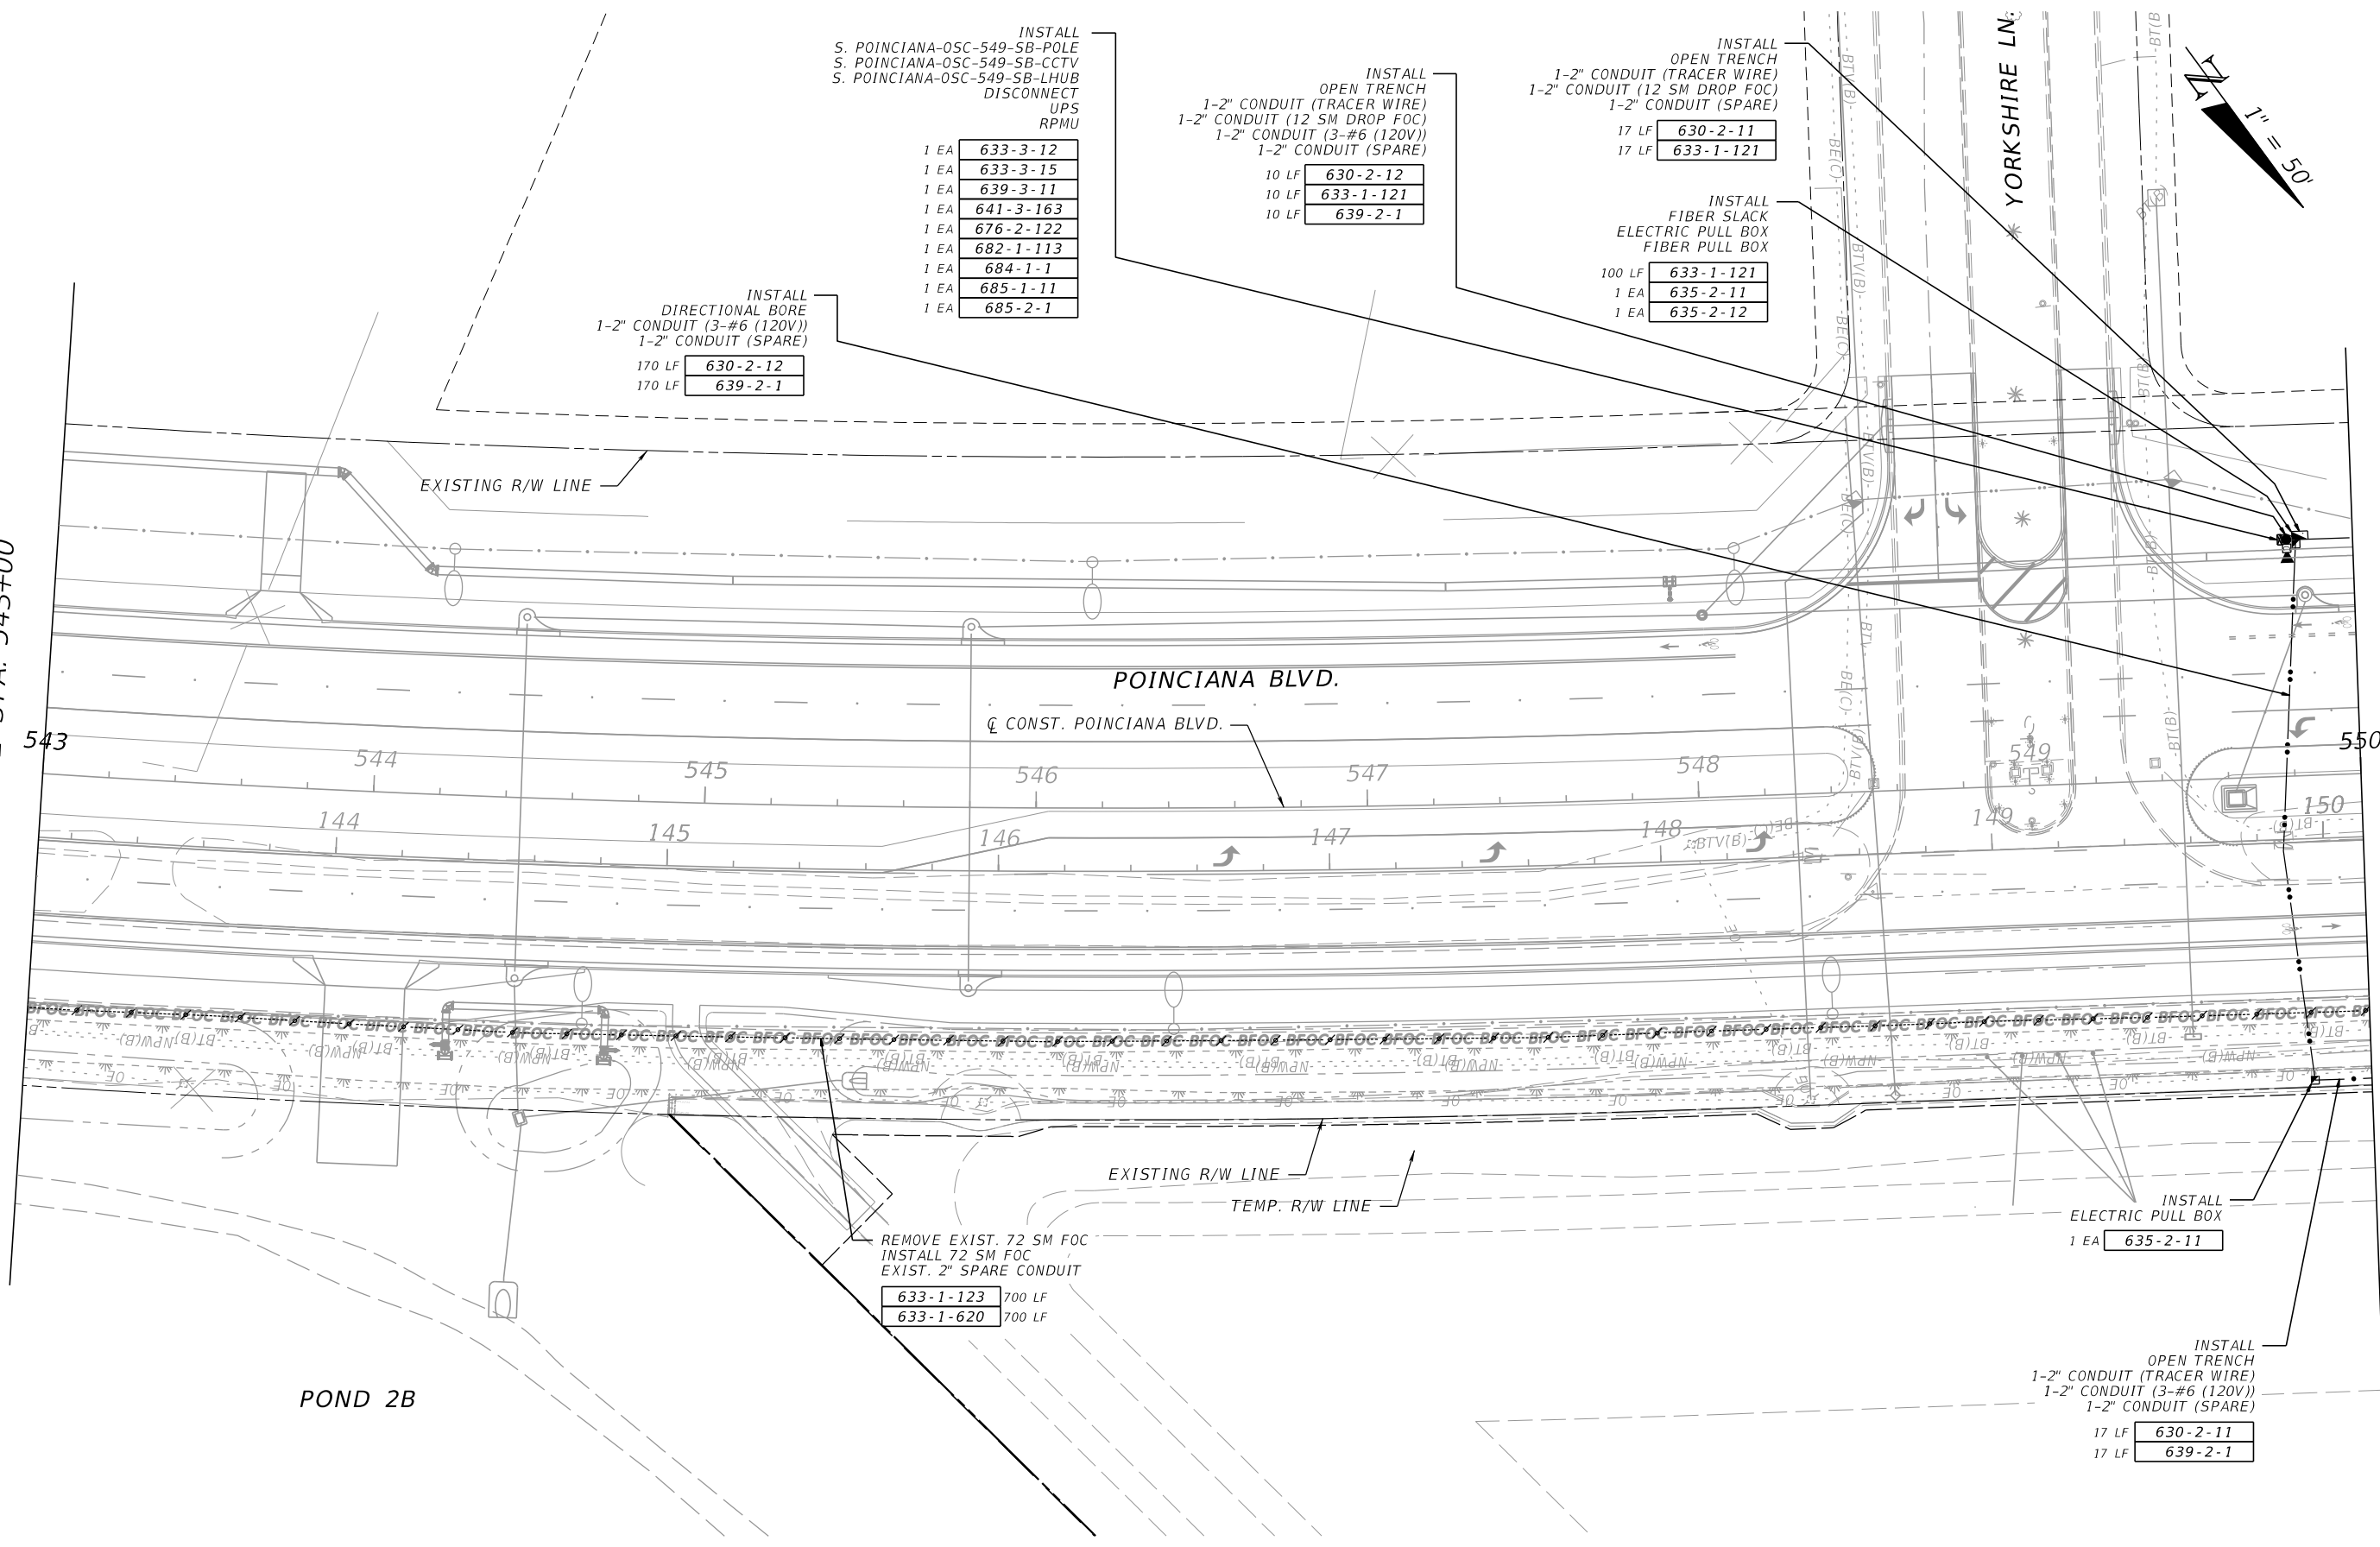 INSTALL
S. POINCIANA-OSC-549-SB-POLE
S. POINCIANA-OSC-549-SB-CCTV
S. POINCIANA-OSC-549-SB-LHUB
DISCONNECT
UPS
RPMU
1 EA 633-3-12
1 EA 633-3-15
1 EA 639-3-11
1 EA 641-3-163
1 EA 676-2-122
1 EA 682-1-113
1 EA 684-1-1
1 EA 685-1-11
1 EA 685-2-1
INSTALL
OPEN TRENCH
1-2" CONDUIT (TRACER WIRE)
1-2" CONDUIT (12 SM DROP FOC)
1-2" CONDUIT (3-#6 (120V))
1-2" CONDUIT (SPARE)
10 LF 630-2-12
10 LF 633-1-121
10 LF 639-2-1
INSTALL
OPEN TRENCH
1-2" CONDUIT (TRACER WIRE)
1-2" CONDUIT (12 SM DROP FOC)
1-2" CONDUIT (SPARE)
17 LF 630-2-11
17 LF 633-1-121
INSTALL
FIBER SLACK
ELECTRIC PULL BOX
FIBER PULL BOX
100 LF 633-1-121
1 EA 635-2-11
1 EA 635-2-12
YORKSHIRE LN.
N
1" = 50'
INSTALL
DIRECTIONAL BORE
1-2" CONDUIT (3-#6 (120V))
1-2" CONDUIT (SPARE)
170 LF 630-2-12
170 LF 639-2-1
EXISTING R/W LINE
POINCIANA BLVD.
℄ CONST. POINCIANA BLVD.
543
544
545
546
547
548
549
550
144
145
146
147
148
149
150
EXISTING R/W LINE
TEMP. R/W LINE
REMOVE EXIST. 72 SM FOC
INSTALL 72 SM FOC
EXIST. 2" SPARE CONDUIT
633-1-123 700 LF
633-1-620 700 LF
INSTALL
ELECTRIC PULL BOX
1 EA 635-2-11
INSTALL
OPEN TRENCH
1-2" CONDUIT (TRACER WIRE)
1-2" CONDUIT (3-#6 (120V))
1-2" CONDUIT (SPARE)
17 LF 630-2-11
17 LF 639-2-1
POND 2B